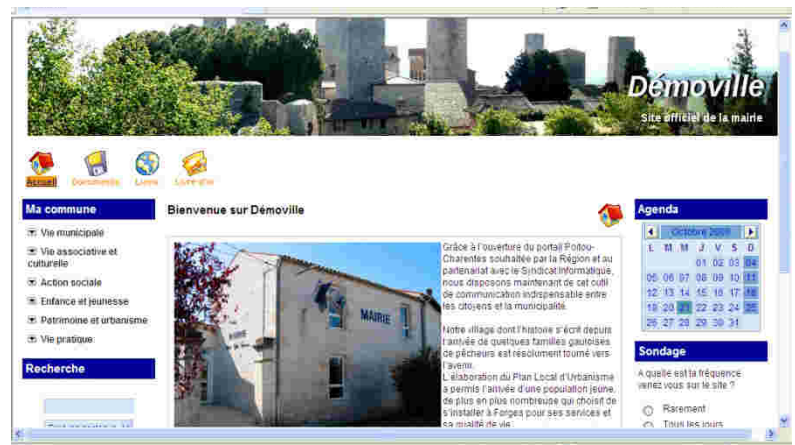 Démoville
Site officiel de la mairie
Accueil Documents Liens Livre d'or
Ma commune
Vie municipale
Vie associative et
culturelle
Action sociale
Enfance et jeunesse
Patrimoine et urbanisme
Vie pratique
Recherche
Bienvenue sur Démoville
MAIRIE
Grâce à l'ouverture du portail Poitou-
Charentes souhaitée par la Région et au
partenariat avec le Syndicat Informatique,
nous disposons maintenant de cet outil
de communication indispensable entre
les citoyens et la municipalité.
Notre village dont l'histoire s'écrit depuis
l'arrivée de quelques familles gauloises
de pêcheurs est résolument tourné vers
l'avenir.
L'élaboration du Plan Local d'Urbanisme
a permis l'arrivée d'une population jeune,
de plus en plus nombreuse qui choisit de
s'installer à Forges pour ses services et
sa qualité de vie.
Agenda
Octobre 2009
L M M J V S D
01 02 03 04
05 06 07 08 09 10 11
12 13 14 15 16 17 18
19 20 21 22 23 24 25
26 27 28 29 30 31
Sondage
A quelle est la fréquence
venez vous sur le site ?
Rarement
Tous les jours